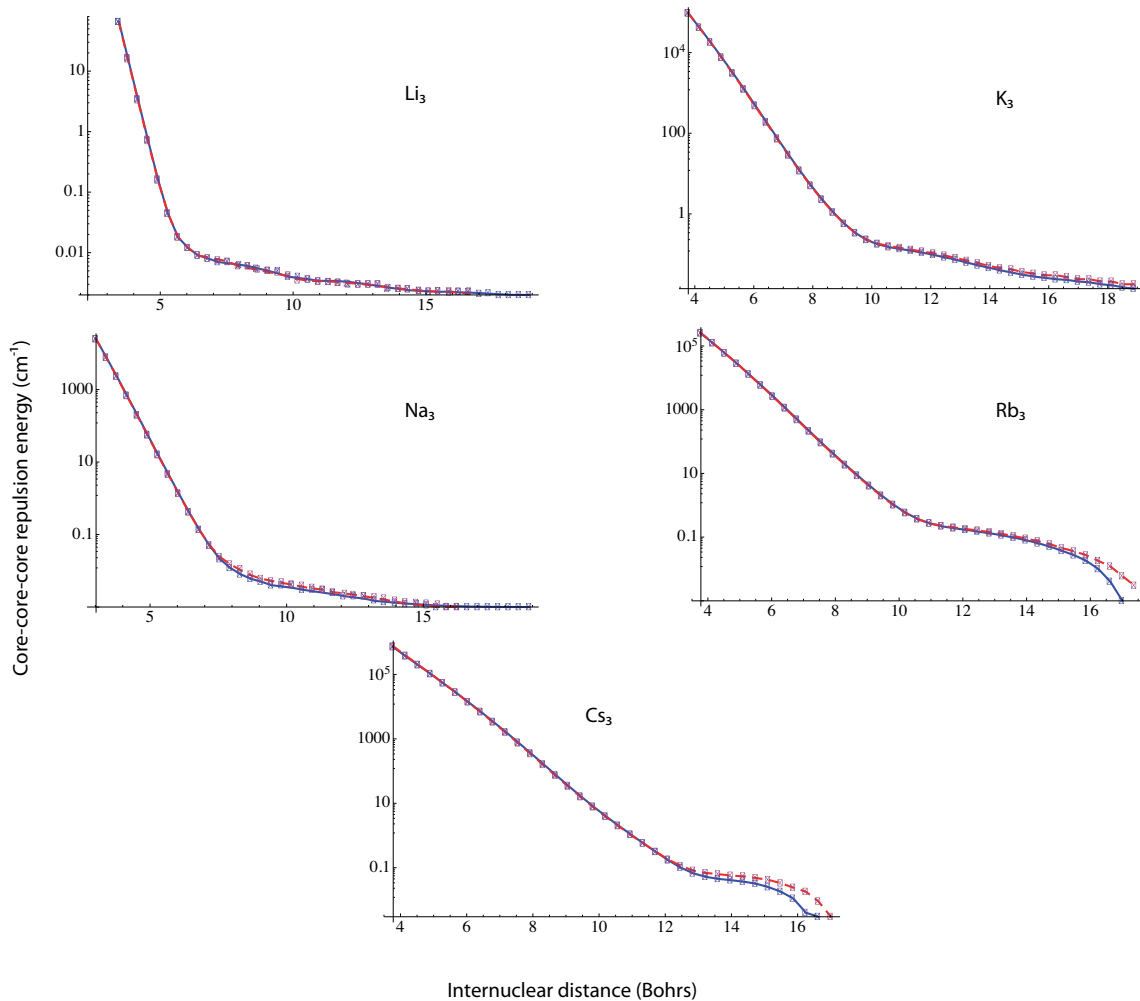 Li₃
10
1
0.1
0.01
5 10 15
K₃
10⁴
100
1
4 6 8 10 12 14 16 18
Na₃
1000
0.1
5 10 15
Rb₃
10⁵
1000
10
0.1
4 6 8 10 12 14 16
Cs₃
10⁵
1000
10
0.1
4 6 8 10 12 14 16
Core-core-core repulsion energy (cm⁻¹)
Internuclear distance (Bohrs)